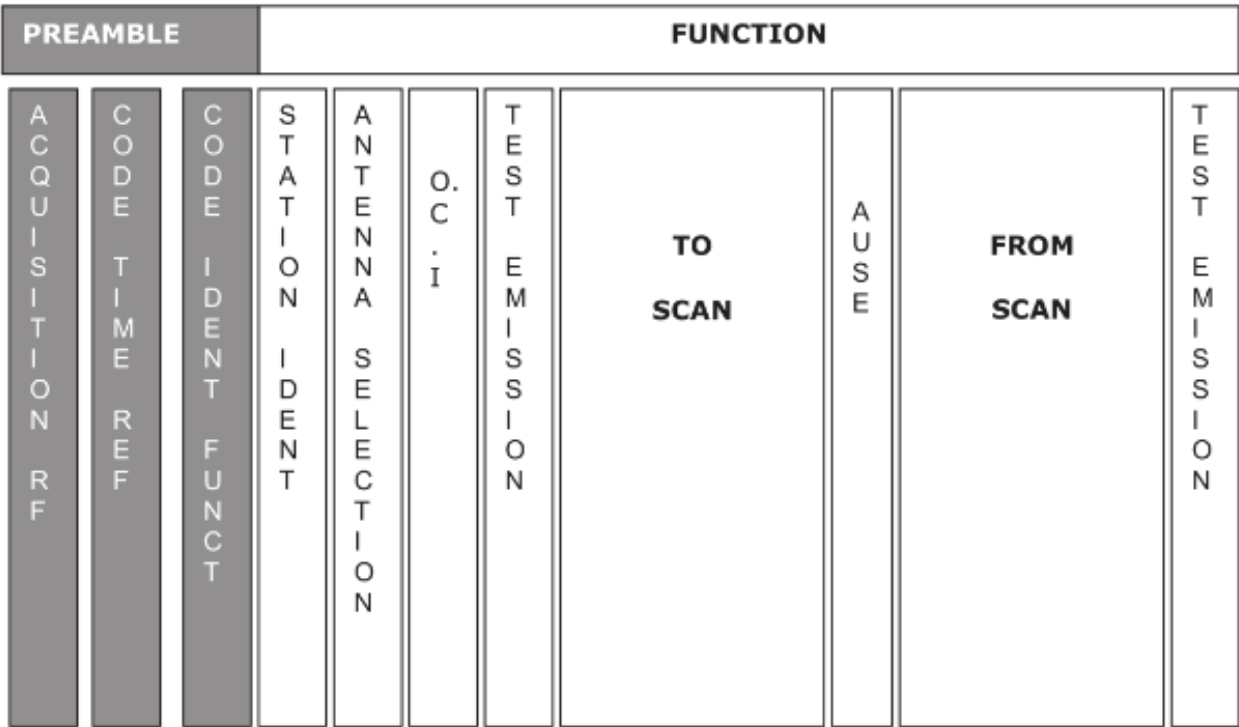 PREAMBLE
FUNCTION
ACQUISITION RF
CODE TIME REF
CODE IDENT FUNCT
STATION IDENT
ANTENNA SELECTION
O.C.I
TEST EMISSION
TO
SCAN
AUSE
FROM
SCAN
TEST EMISSION